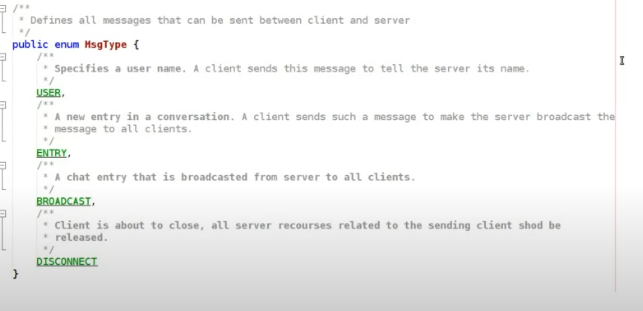 /**
 * Defines all messages that can be sent between client and server
 */
public enum MsgType {
    /**
     * Specifies a user name. A client sends this message to tell the server its name.
     */
    USER,
    /**
     * A new entry in a conversation. A client sends such a message to make the server broadcast the
     * message to all clients.
     */
    ENTRY,
    /**
     * A chat entry that is broadcasted from server to all clients.
     */
    BROADCAST,
    /**
     * Client is about to close, all server recourses related to the sending client shod be
     * released.
     */
    DISCONNECT
}